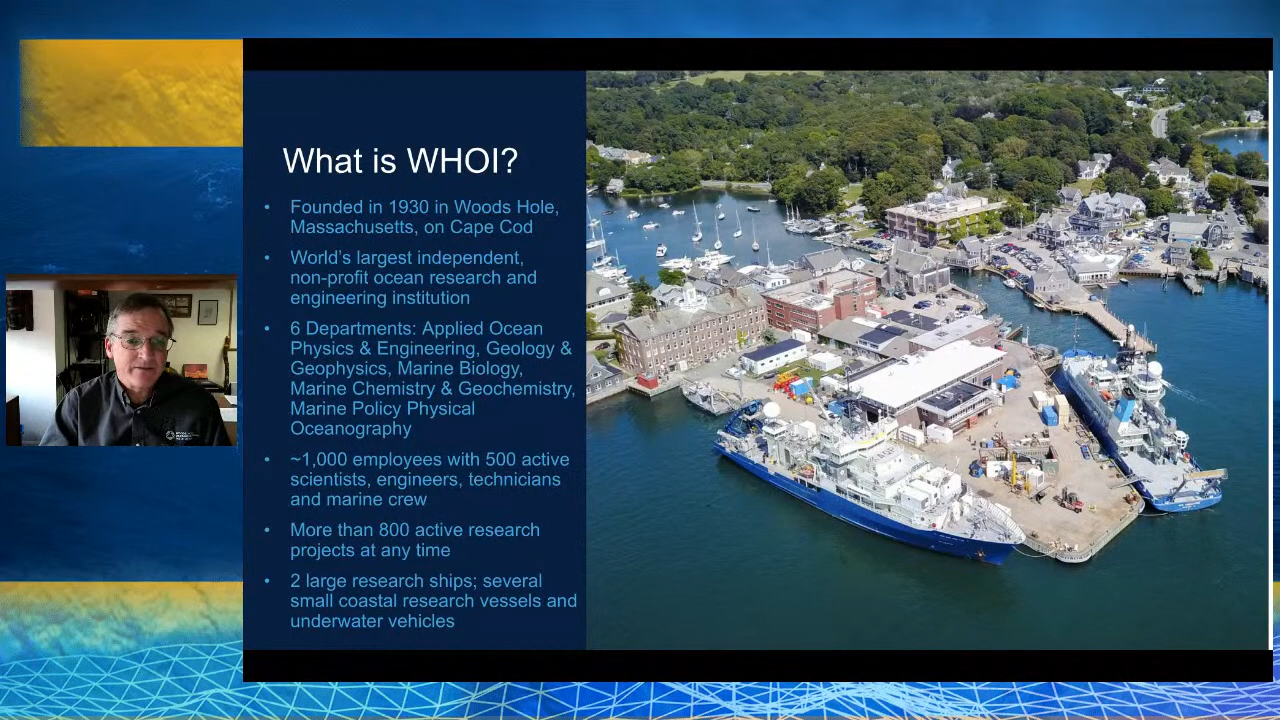 What is WHOI?
• Founded in 1930 in Woods Hole,
Massachusetts, on Cape Cod
• World's largest independent,
non-profit ocean research and
engineering institution
• 6 Departments: Applied Ocean
Physics & Engineering, Geology &
Geophysics, Marine Biology,
Marine Chemistry & Geochemistry,
Marine Policy Physical
Oceanography
• ~1,000 employees with 500 active
scientists, engineers, technicians
and marine crew
• More than 800 active research
projects at any time
• 2 large research ships; several
small coastal research vessels and
underwater vehicles